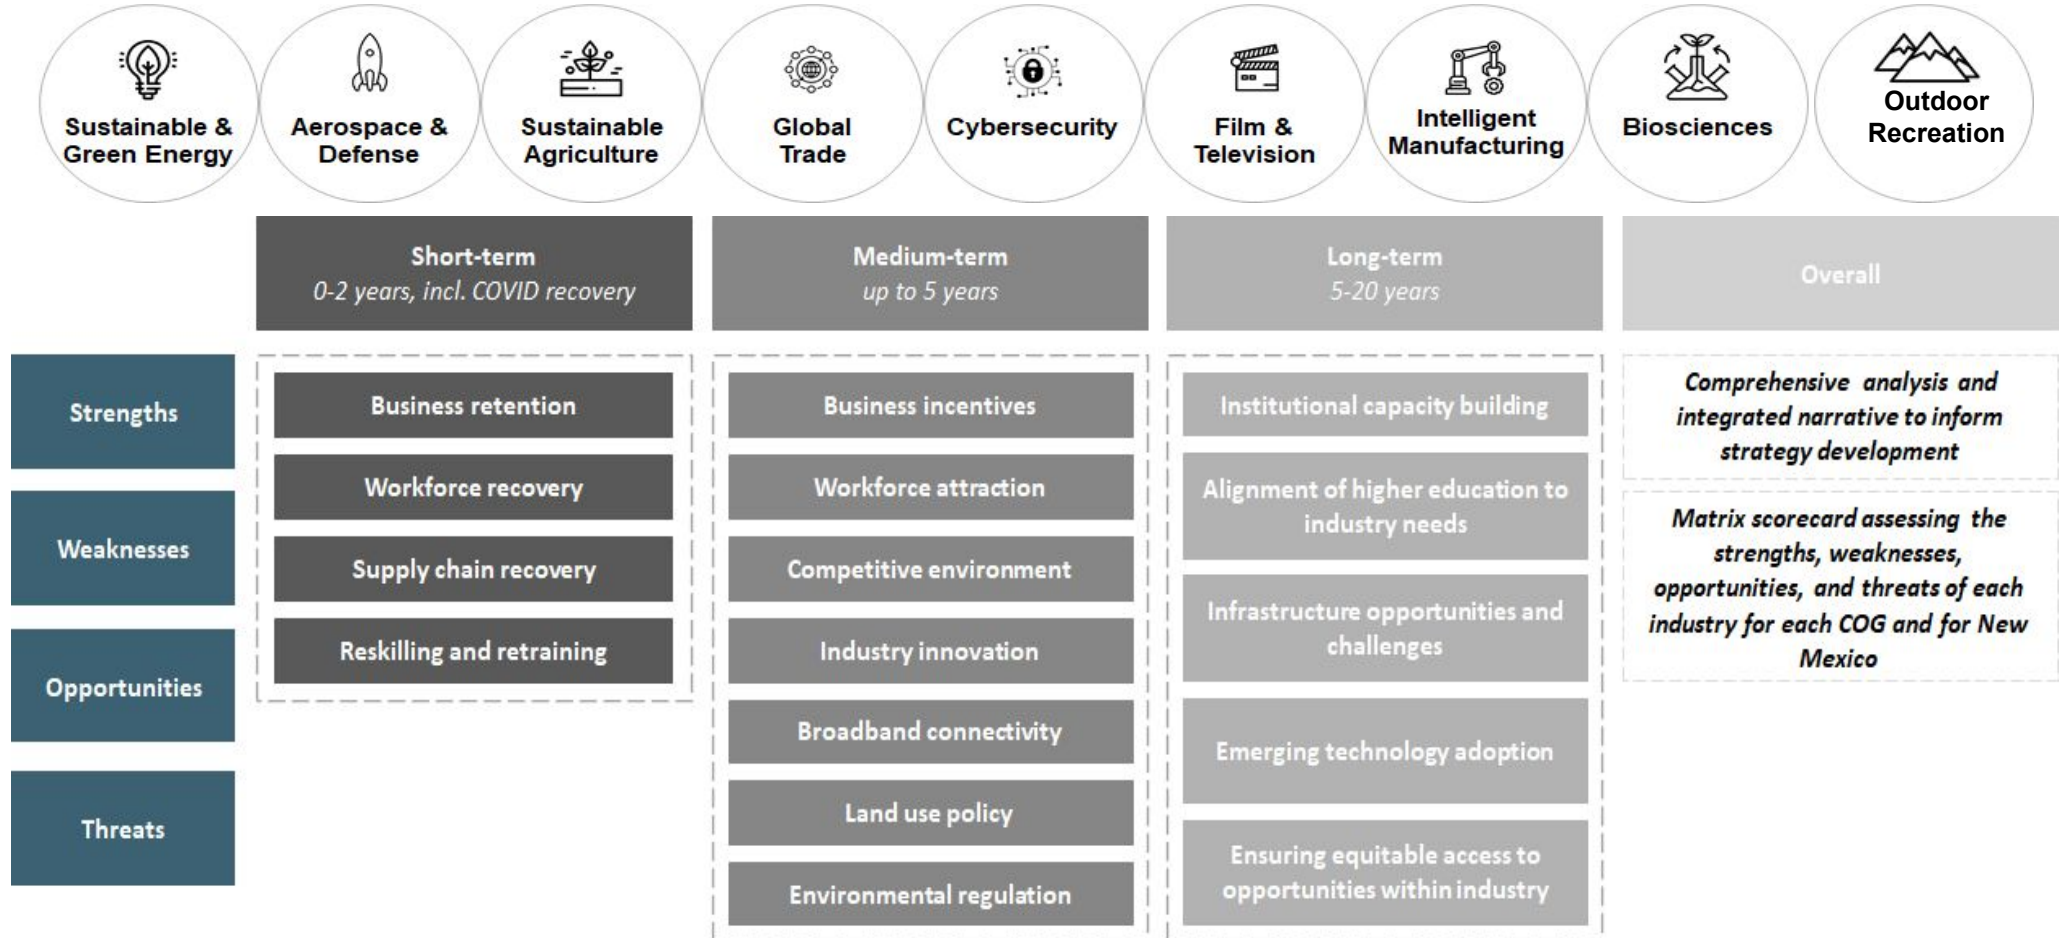 Sustainable &
Green Energy
Aerospace &
Defense
Sustainable
Agriculture
Global
Trade
Cybersecurity
Film &
Television
Intelligent
Manufacturing
Biosciences
Outdoor
Recreation
Short-term
0-2 years, incl. COVID recovery
Medium-term
up to 5 years
Long-term
5-20 years
Overall
Strengths
Weaknesses
Opportunities
Threats
Business retention
Workforce recovery
Supply chain recovery
Reskilling and retraining
Business incentives
Workforce attraction
Competitive environment
Industry innovation
Broadband connectivity
Land use policy
Environmental regulation
Institutional capacity building
Alignment of higher education to
industry needs
Infrastructure opportunities and
challenges
Emerging technology adoption
Ensuring equitable access to
opportunities within industry
Comprehensive analysis and
integrated narrative to inform
strategy development
Matrix scorecard assessing the
strengths, weaknesses,
opportunities, and threats of each
industry for each COG and for New
Mexico